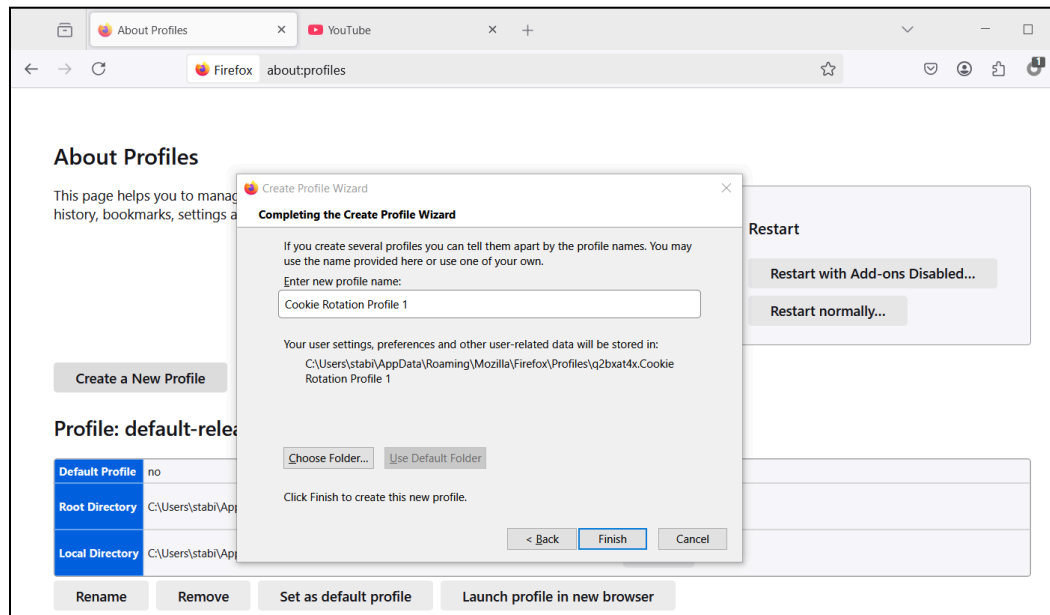 About Profiles
YouTube
Firefox
about:profiles
1
About Profiles
This page helps you to manag
history, bookmarks, settings a
Create Profile Wizard
Completing the Create Profile Wizard
If you create several profiles you can tell them apart by the profile names. You may
use the name provided here or use one of your own.
Enter new profile name:
Cookie Rotation Profile 1
Your user settings, preferences and other user-related data will be stored in:
C:\Users\stabi\AppData\Roaming\Mozilla\Firefox\Profiles\q2bxat4x.Cookie
Rotation Profile 1
Choose Folder...
Use Default Folder
Click Finish to create this new profile.
< Back
Finish
Cancel
Restart
Restart with Add-ons Disabled...
Restart normally...
Create a New Profile
Profile: default-relea
Default Profile
no
Root Directory
C:\Users\stabi\Ap
Local Directory
C:\Users\stabi\Ap
Rename
Remove
Set as default profile
Launch profile in new browser